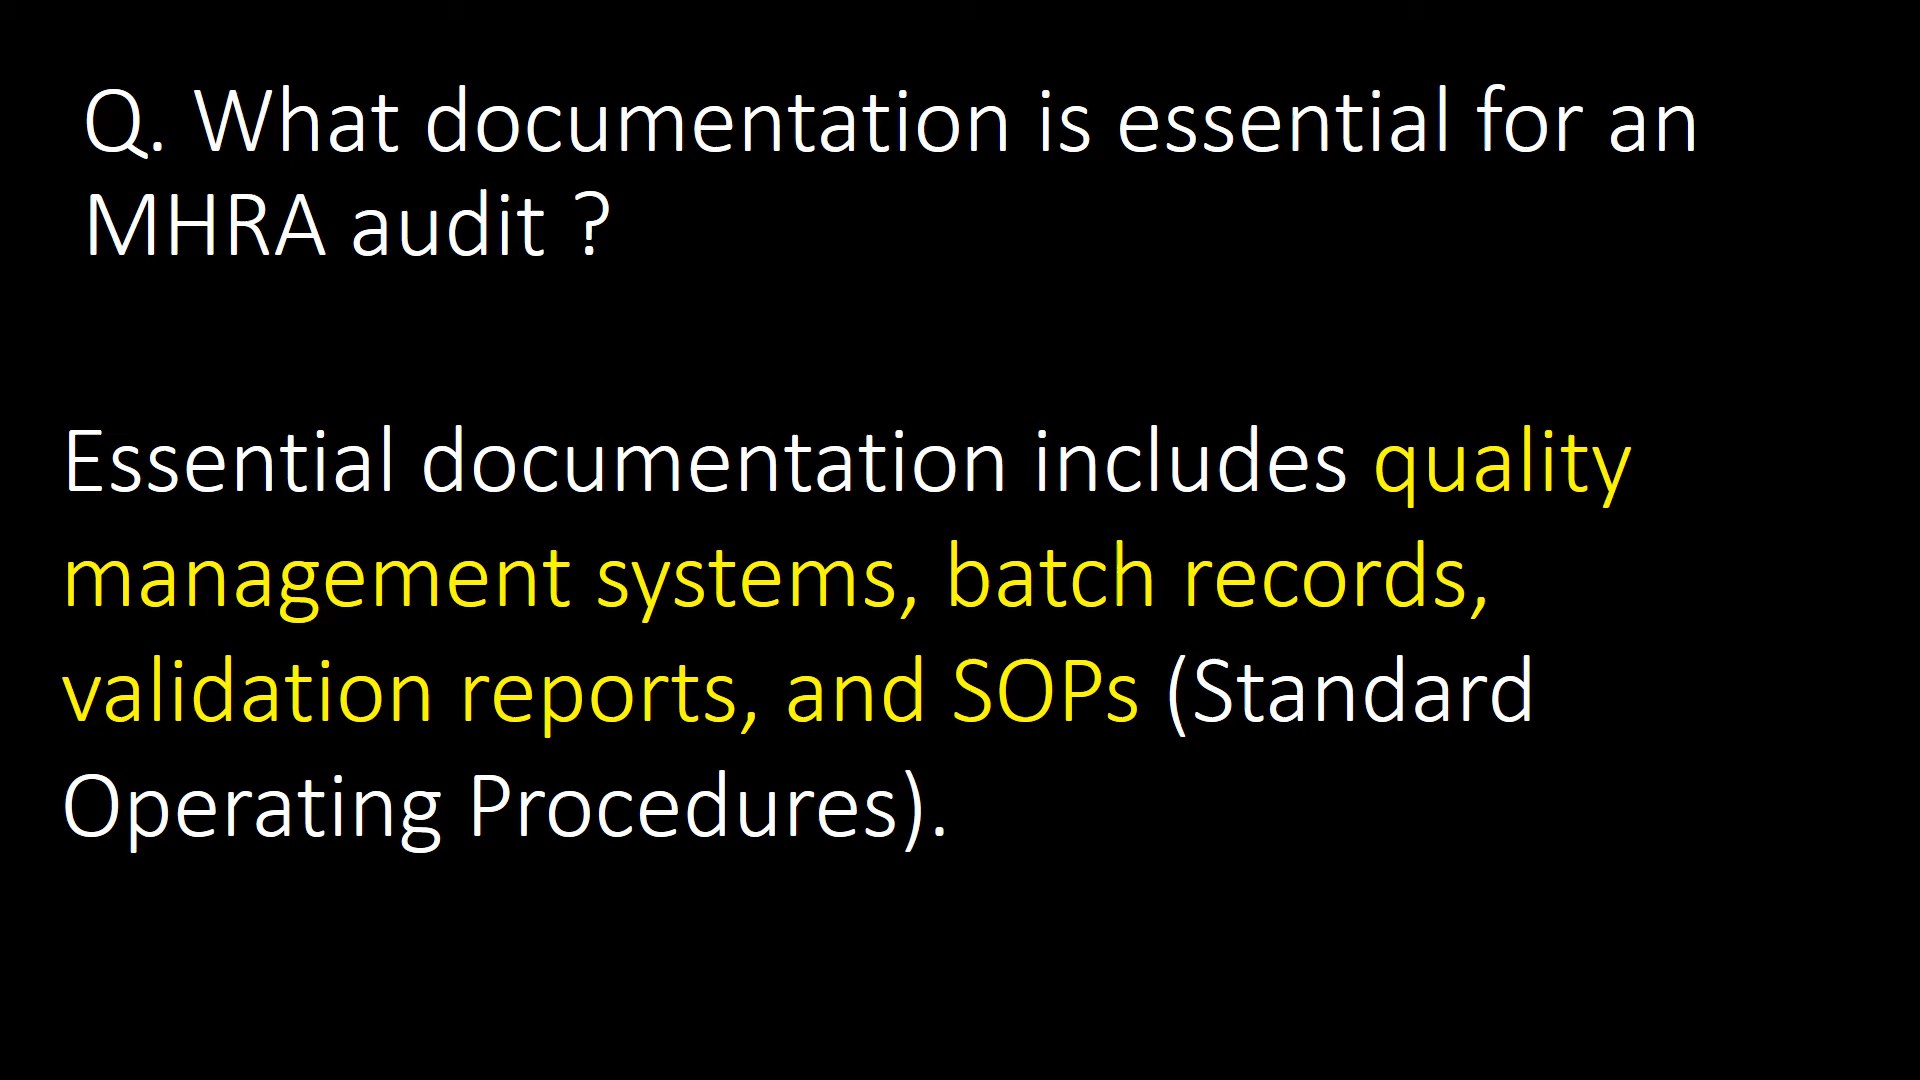 Q. What documentation is essential for an
MHRA audit ?
Essential documentation includes quality
management systems, batch records,
validation reports, and SOPs (Standard
Operating Procedures).